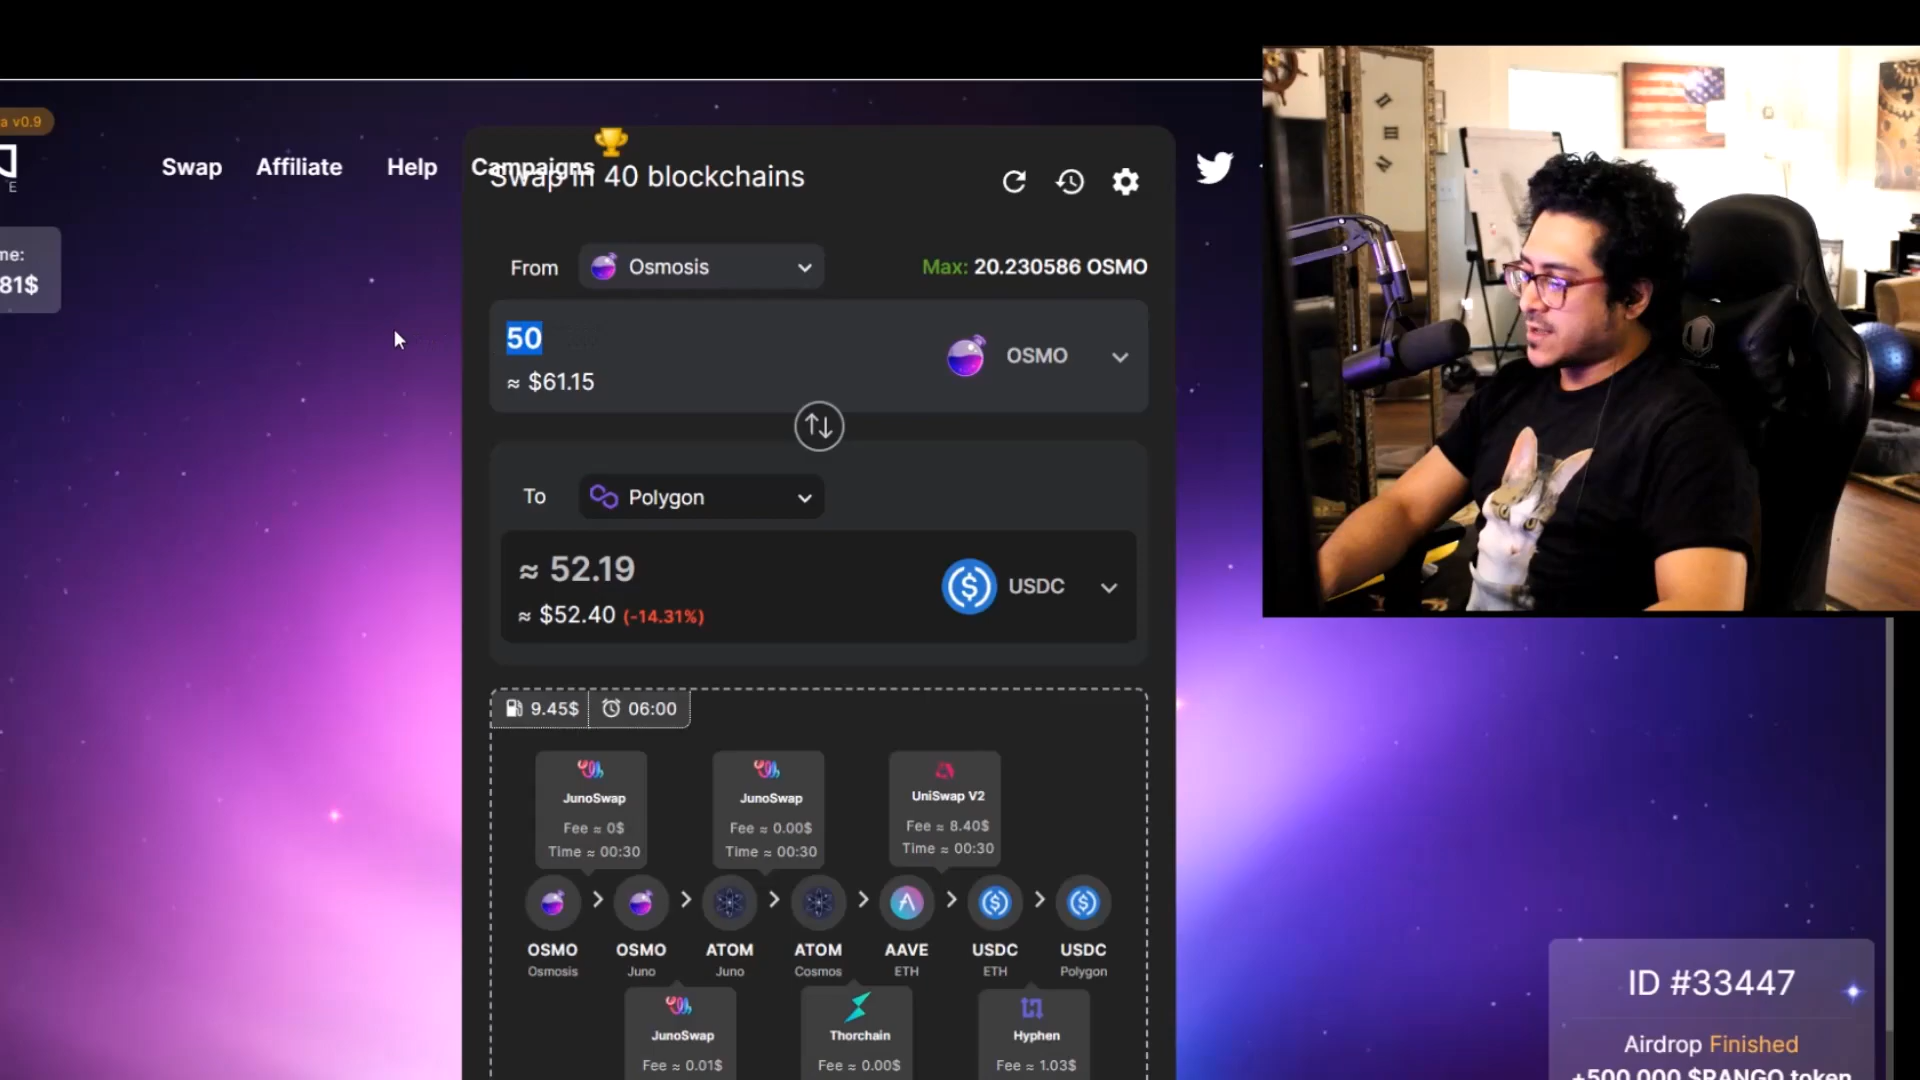 a v0.9
E
Swap
Affiliate
Help
Campaigns
Swap in 40 blockchains
ne:
81$
From
Osmosis
Max: 20.230586 OSMO
50
≈ $61.15
OSMO
To
Polygon
≈ 52.19
≈ $52.40 (-14.31%)
USDC
9.45$
06:00
JunoSwap
Fee ≈ 0$
Time ≈ 00:30
JunoSwap
Fee ≈ 0.00$
Time ≈ 00:30
UniSwap V2
Fee ≈ 8.40$
Time ≈ 00:30
OSMO
Osmosis
OSMO
Juno
ATOM
Juno
ATOM
Cosmos
AAVE
ETH
USDC
ETH
USDC
Polygon
JunoSwap
Fee ≈ 0.01$
Thorchain
Fee ≈ 0.00$
Hyphen
Fee ≈ 1.03$
ID #33447
Airdrop Finished
+500,000 $RANGO token